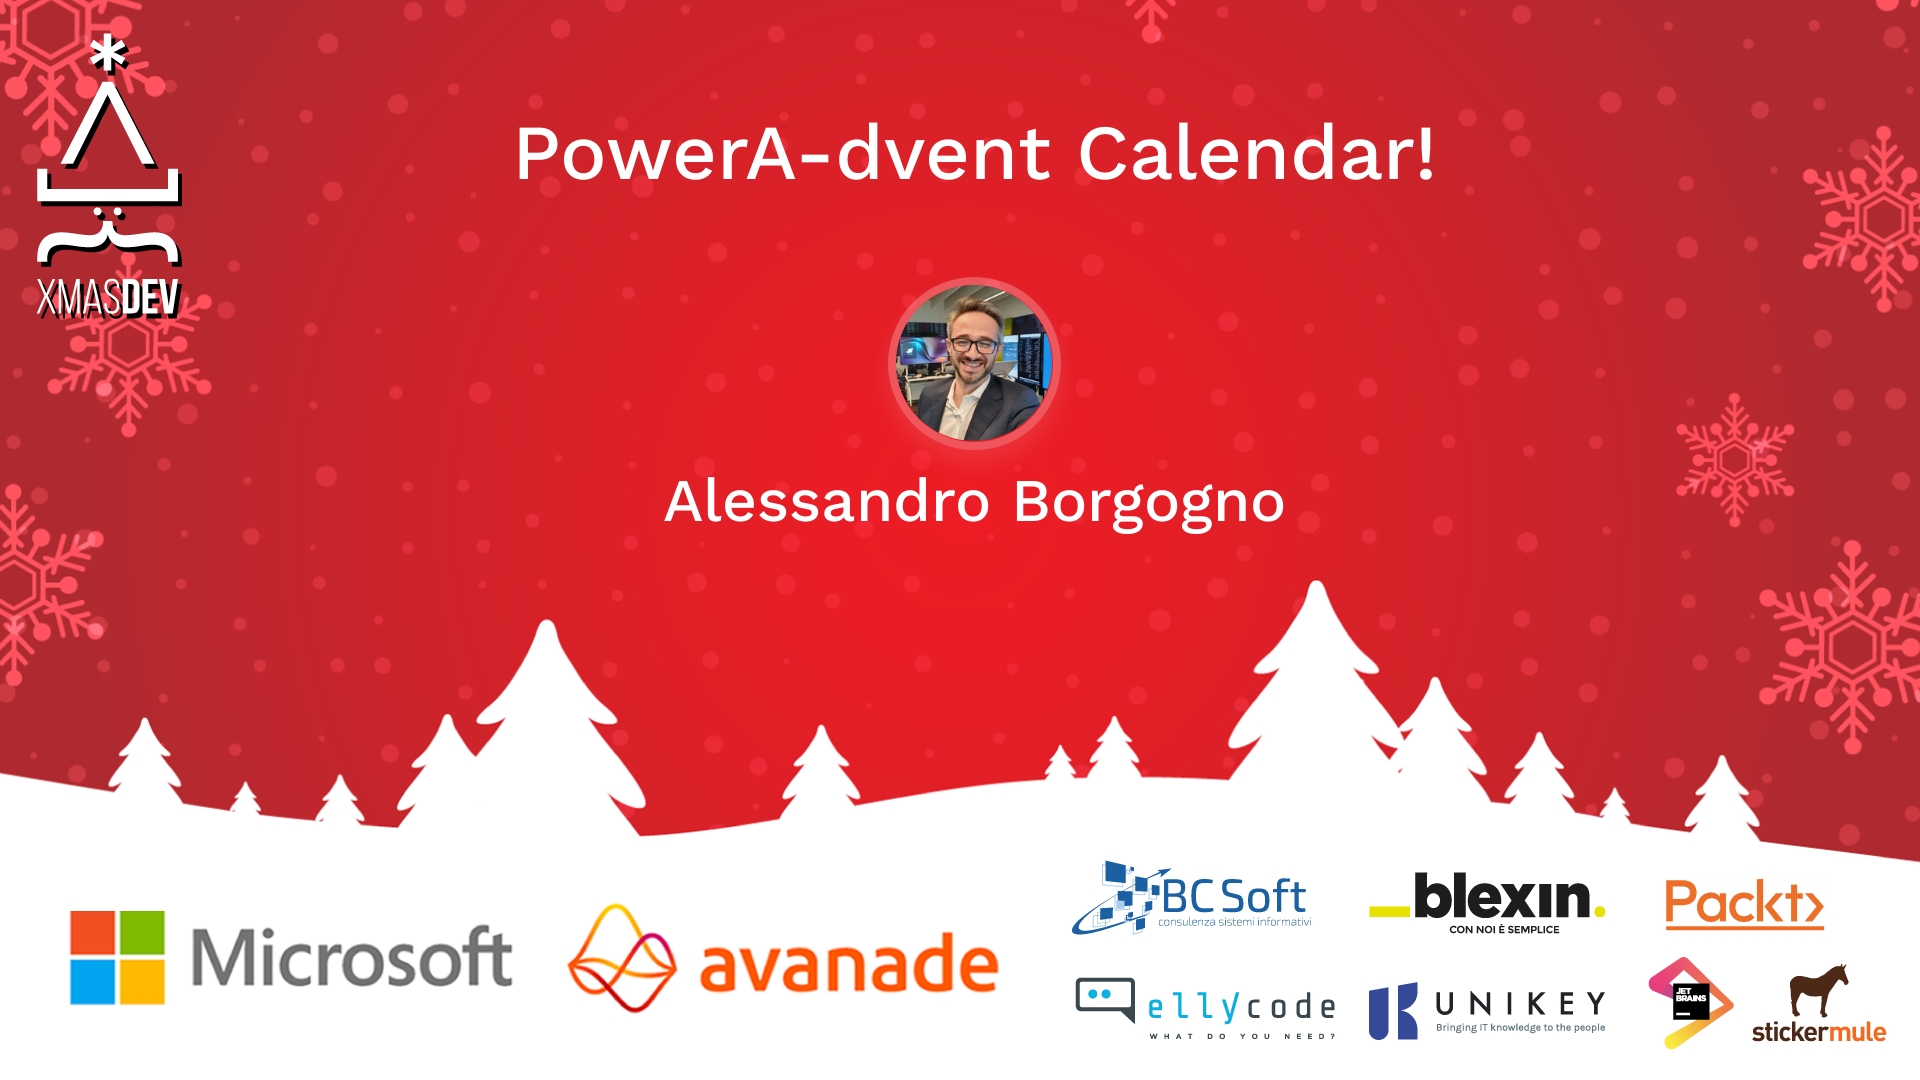 XMASDEV
PowerA-dvent Calendar!
Alessandro Borgogno
Microsoft
avanade
BC Soft
consulenza sistemi informativi
blexın.
CON NOI È SEMPLICE
Packt>
ellycode
WHAT DO YOU NEED?
UNIKEY
Bringing IT knowledge to the people
JET
BRAINS
stickermule